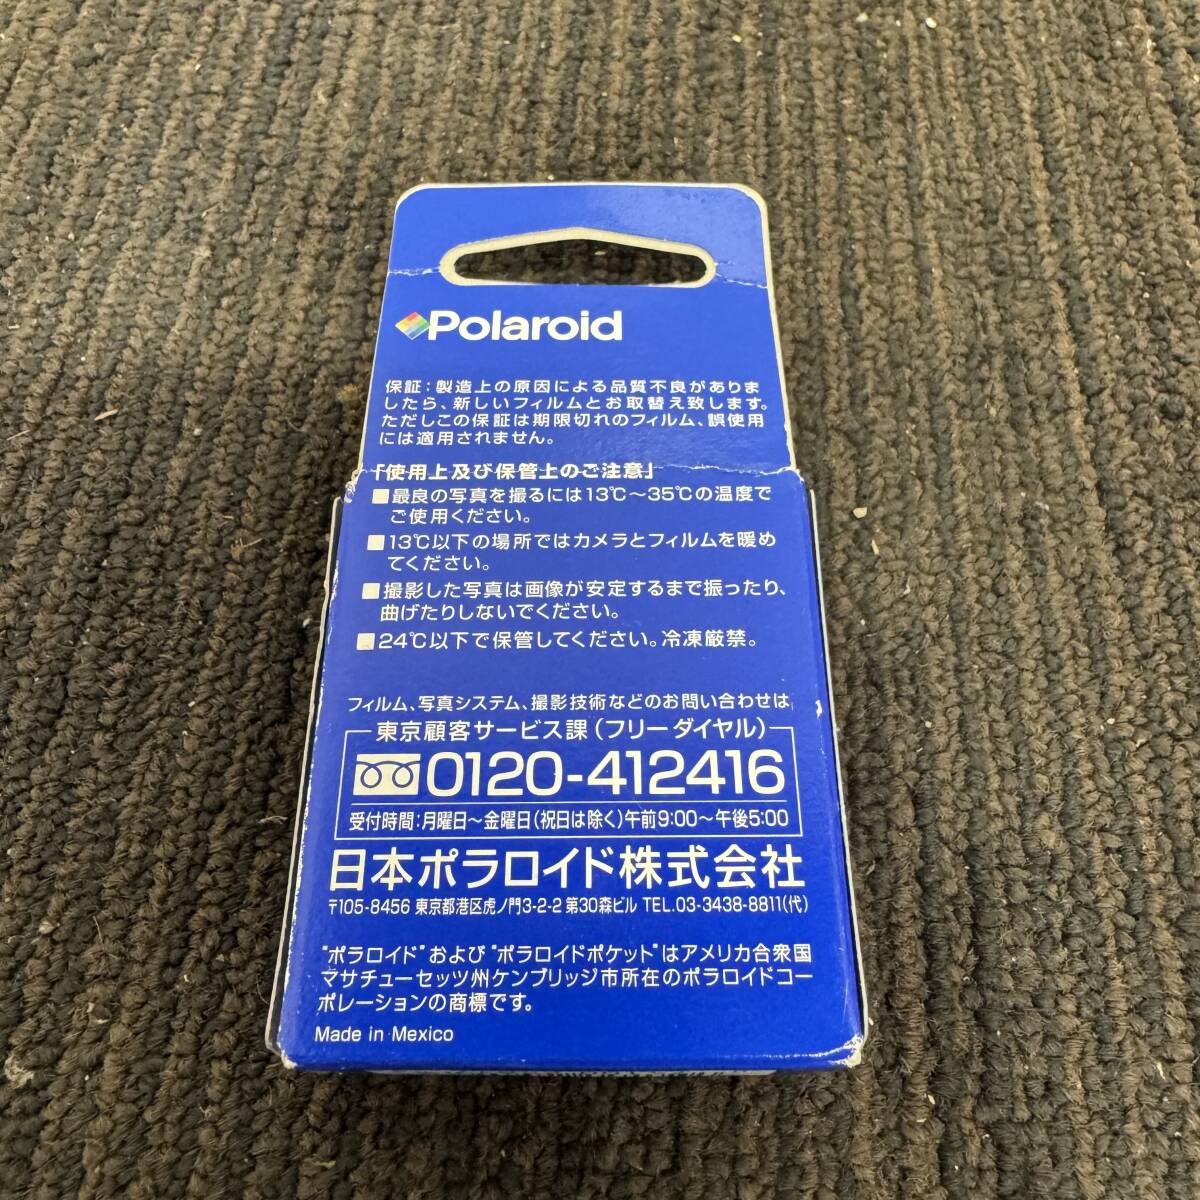 Polaroid
保証:製造上の原因による品質不良がありま
したら、新しいフィルムとお取替え致します。
ただしこの保証は期限切れのフィルム、誤使用
には適用されません。
「使用上及び保管上のご注意」
■最良の写真を撮るには13℃~35℃の温度で
ご使用ください。
■13℃以下の場所ではカメラとフィルムを暖め
てください。
■撮影した写真は画像が安定するまで振ったり、
曲げたりしないでください。
■24℃以下で保管してください。冷凍厳禁。
フィルム、写真システム、撮影技術などのお問い合わせは、
東京顧客サービス課(フリーダイヤル)
0120-412416
受付時間:月曜日~金曜日(祝日は除く)午前9:00~午後5:00
日本ポラロイド株式会社
〒105-8456 東京都港区虎ノ門3-2-2 第30森ビル TEL.03-3438-8811(代)
"ポラロイド"および"ポラロイドポケット"はアメリカ合衆国
マサチューセッツ州ケンブリッジ市所在のポラロイドコー
ポレーションの商標です。
Made in Mexico